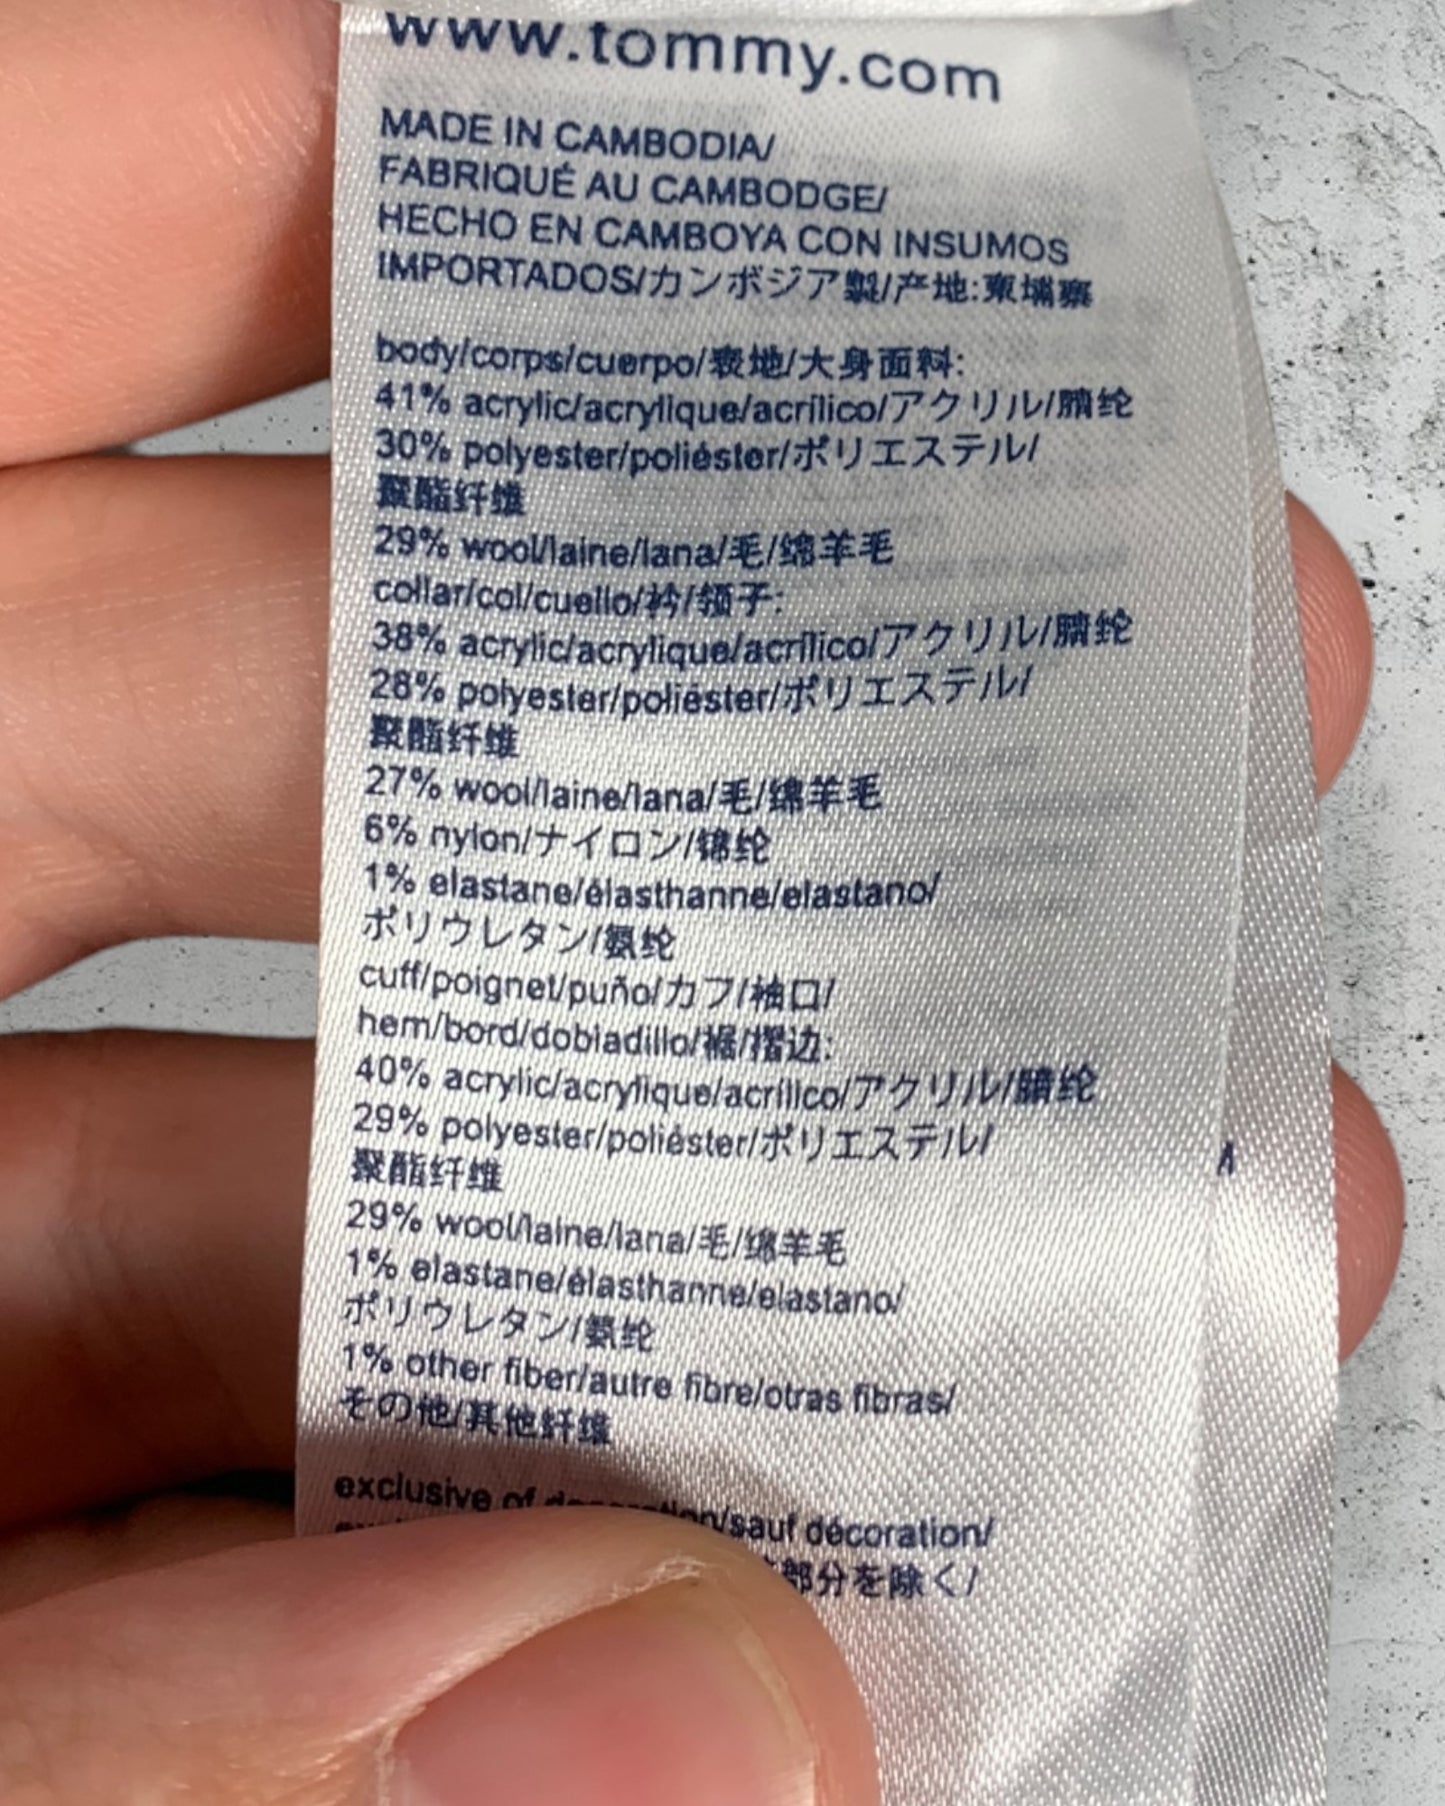 www.tommy.com
MADE IN CAMBODIA/
FABRIQUÉ AU CAMBODGE/
HECHO EN CAMBOYA CON INSUMOS
IMPORTADOS/カンボジア製/产地:柬埔寨
body/corps/cuerpo/表地/大身面料:
41% acrylic/acrylique/acrílico/アクリル/腈纶
30% polyester/poliéster/ポリエステル/
聚酯纤维
29% wool/laine/lana/毛/绵羊毛
collar/col/cuello/衿/领子:
38% acrylic/acrylique/acrílico/アクリル/腈纶
28% polyester/poliéster/ポリエステル/
聚酯纤维
27% wool/laine/lana/毛/绵羊毛
6% nylon/ナイロン/锦纶
1% elastane/élasthanne/elastano/
ポリウレタン/氨纶
cuff/poignet/puño/カフ/袖口/
hem/bord/dobladillo/裾/摺边:
40% acrylic/acrylique/acrílico/アクリル/腈纶
29% polyester/poliéster/ポリエステル/
聚酯纤维
29% wool/laine/lana/毛/绵羊毛
1% elastane/élasthanne/elastano/
ポリウレタン/氨纶
1% other fiber/autre fibre/otras fibras/
その他/其他纤维
exclusive of /sauf décoration/
部分を除く/